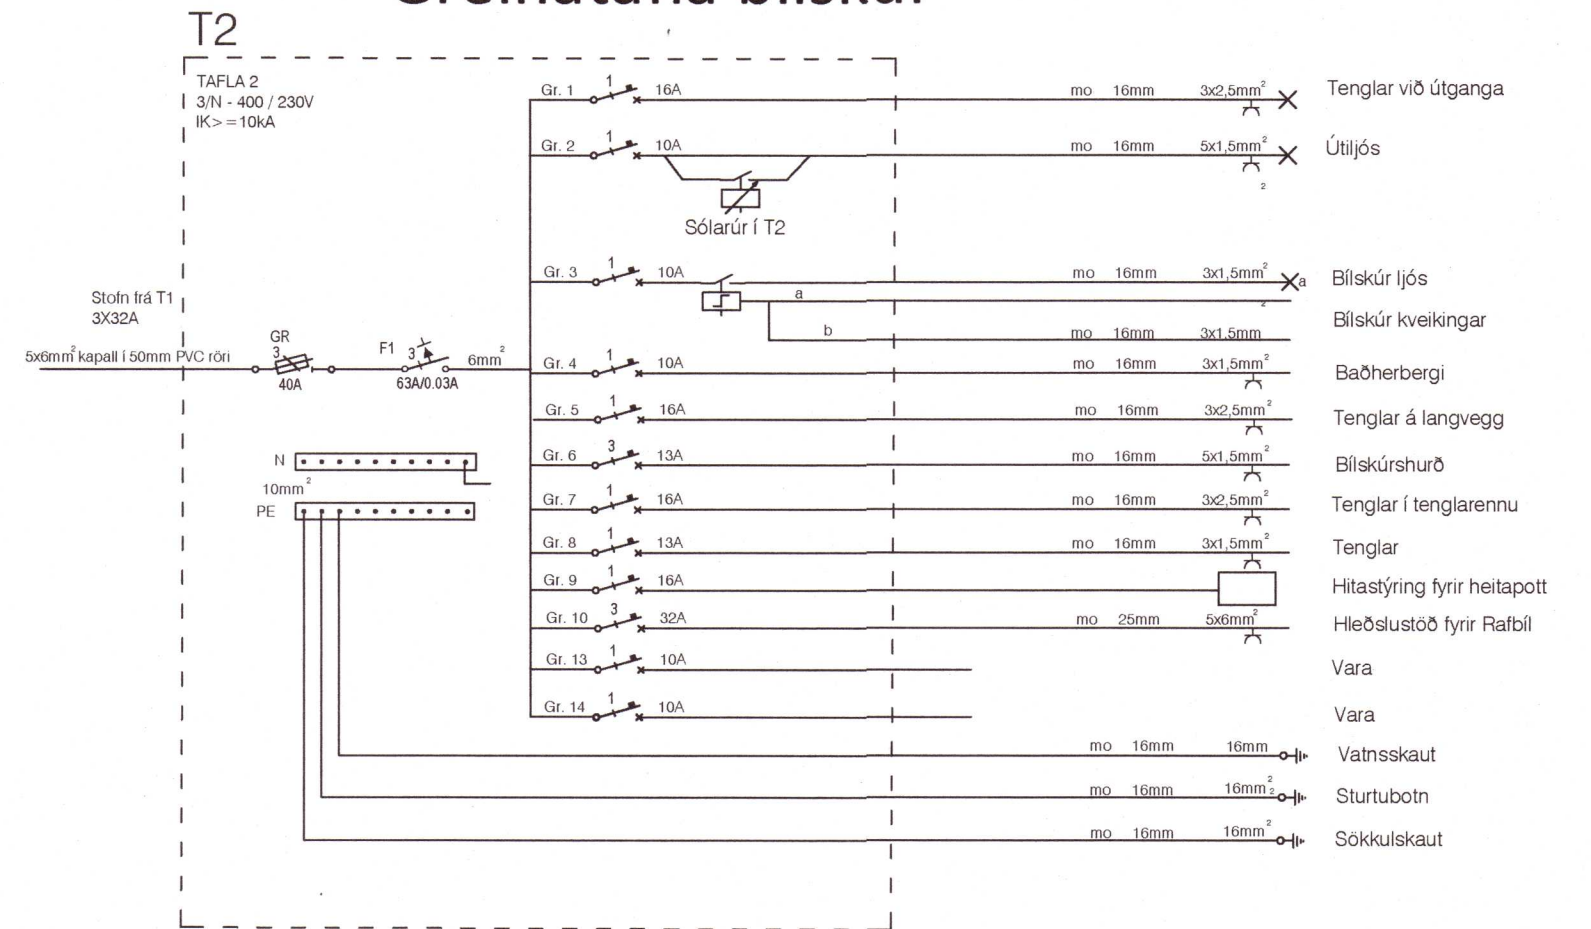 T2
TAFLA 2
3/N - 400 / 230V
IK>=10kA
Gr. 1 1 16A mo 16mm 3x2,5mm² Tenglar við útganga
Gr. 2 1 10A mo 16mm 5x1,5mm² Útiljós
2
Sólarúr í T2
Gr. 3 1 10A mo 16mm 3x1,5mm² a Bílskúr ljós
a 2
Bílskúr kveikingar
b mo 16mm 3x1.5mm
Stofn frá T1
3X32A
5x6mm² kapall í 50mm PVC röri
GR
3
40A
F1 3
63A/0.03A
6mm²
Gr. 4 1 10A mo 16mm 3x1,5mm² Baðherbergi
Gr. 5 1 16A mo 16mm 3x2,5mm² Tenglar á langvegg
Gr. 6 3 13A mo 16mm 5x1,5mm² Bílskúrshurð
N
10mm²
PE
Gr. 7 1 16A mo 16mm 3x2,5mm² Tenglar í tenglarennu
Gr. 8 1 13A mo 16mm 3x1,5mm² Tenglar
Gr. 9 1 16A Hitastýring fyrir heitapott
Gr. 10 3 32A mo 25mm 5x6mm² Hleðslustöð fyrir Rafbíl
Gr. 13 1 10A Vara
Gr. 14 1 10A Vara
mo 16mm 16mm Vatnsskaut
mo 16mm 16mm² 2 Sturtubotn
mo 16mm 16mm² Sökkulskaut